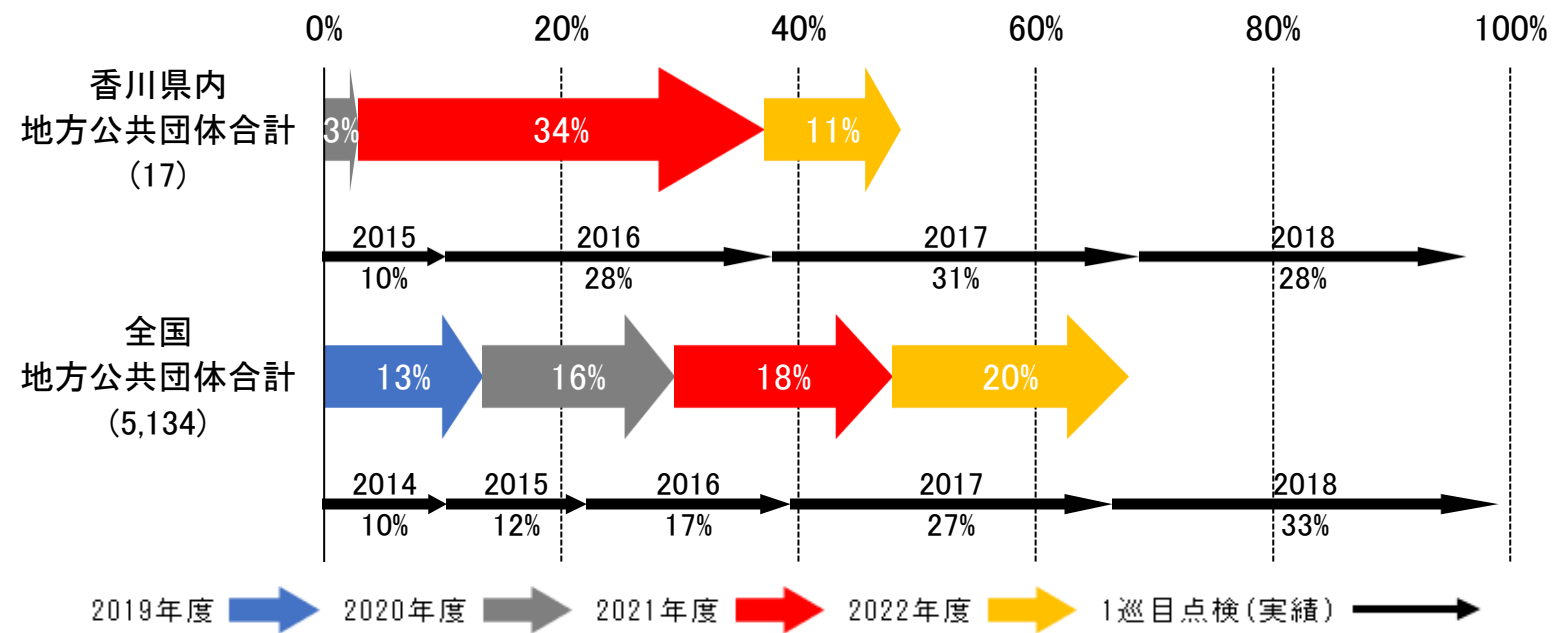 0% 20% 40% 60% 80% 100%
香川県内
地方公共団体合計
(17)
3% 34% 11%
2015 2016 2017 2018
10% 28% 31% 28%
全国
地方公共団体合計
(5,134)
13% 16% 18% 20%
2014 2015 2016 2017 2018
10% 12% 17% 27% 33%
2019年度 2020年度 2021年度 2022年度 1巡目点検(実績)